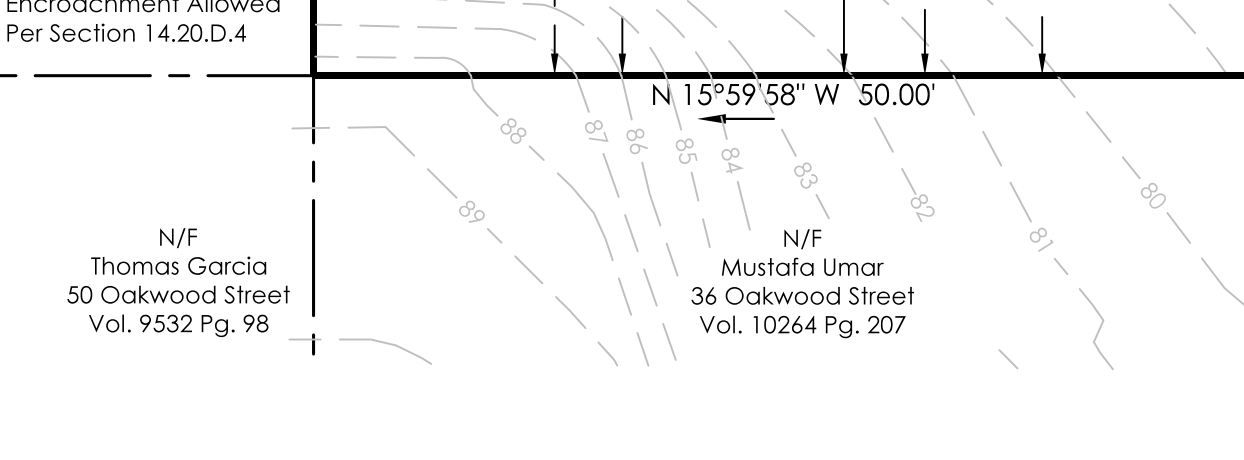 Encroachment Allowed
Per Section 14.20.D.4
N 15°59'58" W 50.00'
88
87
86
85
84
83
82
81
80
89
N/F
Thomas Garcia
50 Oakwood Street
Vol. 9532 Pg. 98
N/F
Mustafa Umar
36 Oakwood Street
Vol. 10264 Pg. 207